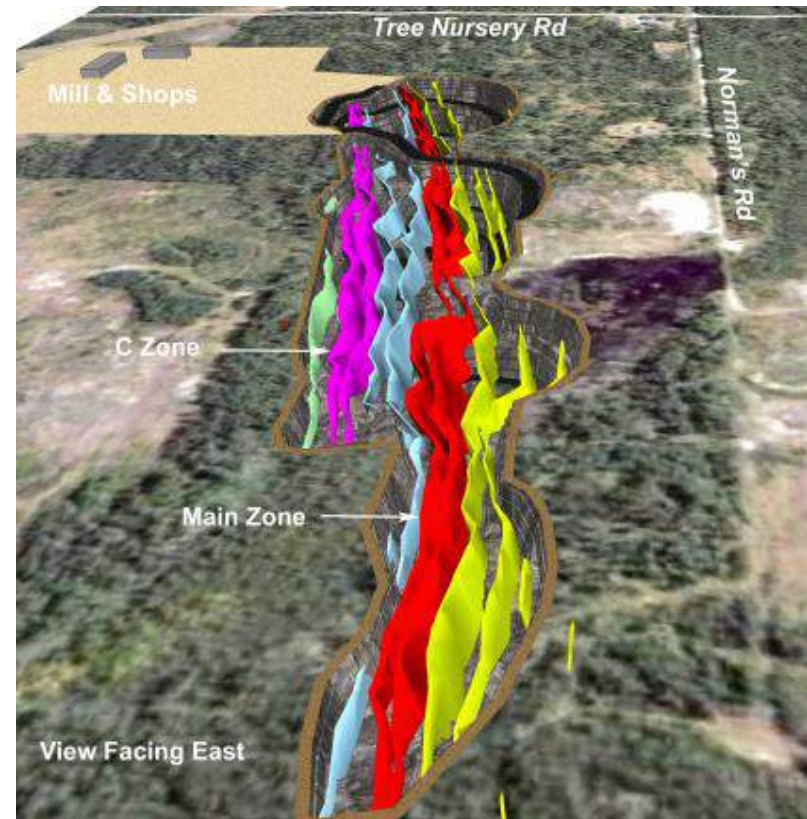 Tree Nursery Rd
Mill & Shops
Norman's Rd
C Zone
Main Zone
View Facing East